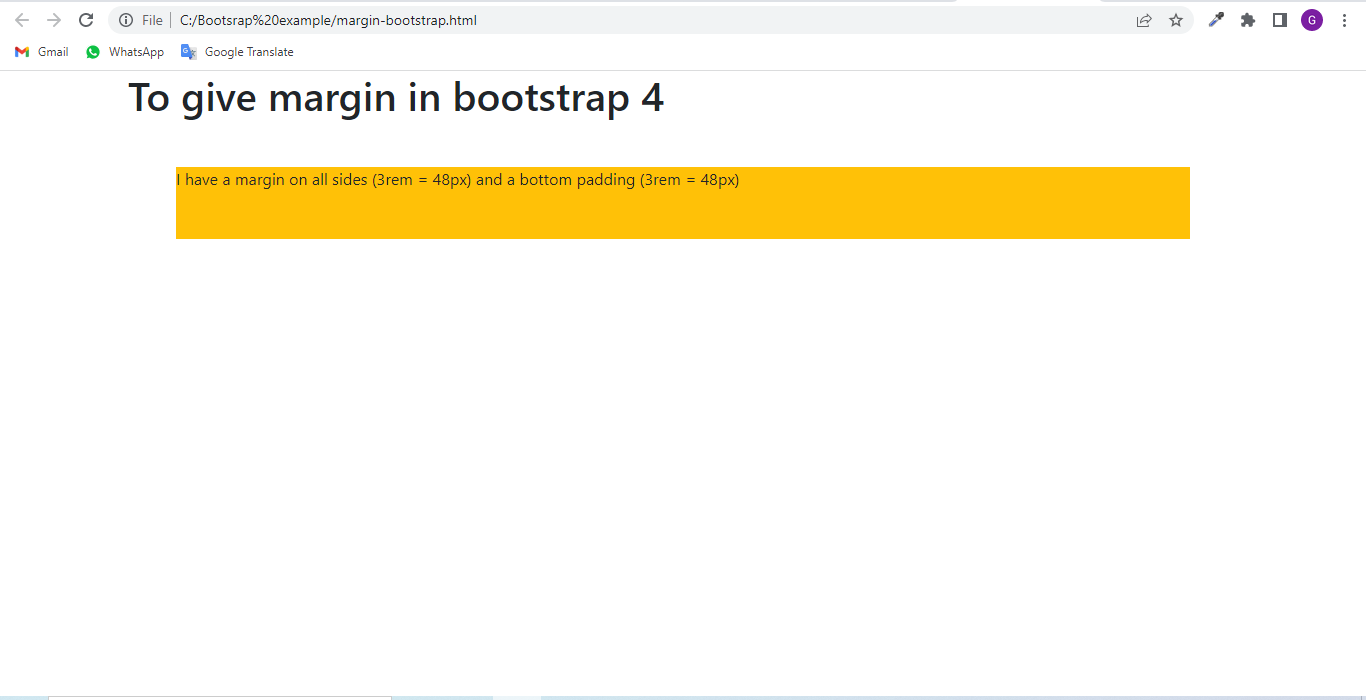 File C:/Bootsrap%20example/margin-bootstrap.html
G
Gmail WhatsApp Google Translate
To give margin in bootstrap 4
I have a margin on all sides (3rem = 48px) and a bottom padding (3rem = 48px)